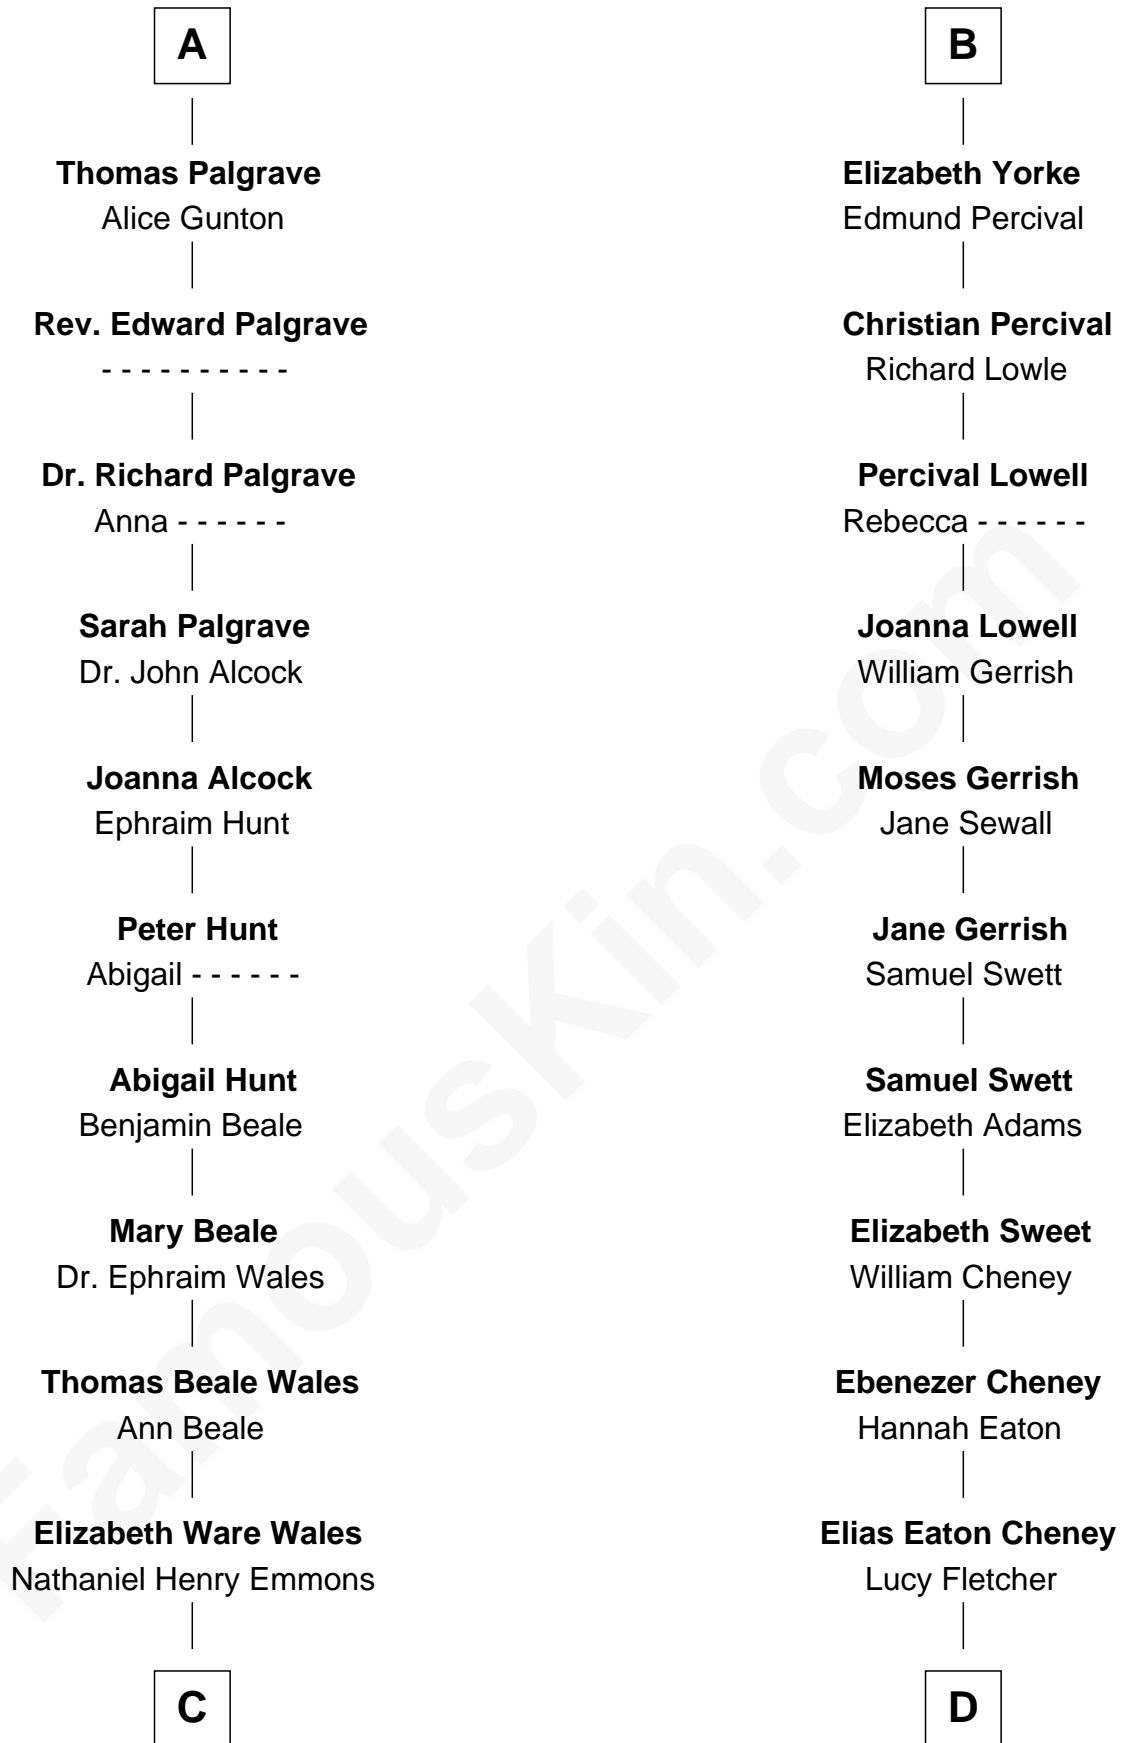 A
Thomas Palgrave
Alice Gunton
Rev. Edward Palgrave
- - - - - - - - - -
Dr. Richard Palgrave
Anna - - - - - -
Sarah Palgrave
Dr. John Alcock
Joanna Alcock
Ephraim Hunt
Peter Hunt
Abigail - - - - - -
Abigail Hunt
Benjamin Beale
Mary Beale
Dr. Ephraim Wales
Thomas Beale Wales
Ann Beale
Elizabeth Ware Wales
Nathaniel Henry Emmons
C
B
Elizabeth Yorke
Edmund Percival
Christian Percival
Richard Lowle
Percival Lowell
Rebecca - - - - - -
Joanna Lowell
William Gerrish
Moses Gerrish
Jane Sewall
Jane Gerrish
Samuel Swett
Samuel Swett
Elizabeth Adams
Elizabeth Sweet
William Cheney
Ebenezer Cheney
Hannah Eaton
Elias Eaton Cheney
Lucy Fletcher
D
FamousKin.com